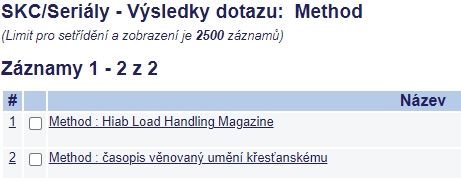 SKC/Seriály - Výsledky dotazu: Method
(Limit pro setřídění a zobrazení je 2500 záznamů)
Záznamy 1 - 2 z 2
# Název
1 Method : Hiab Load Handling Magazine
2 Method : časopis věnovaný umění křesťanskému